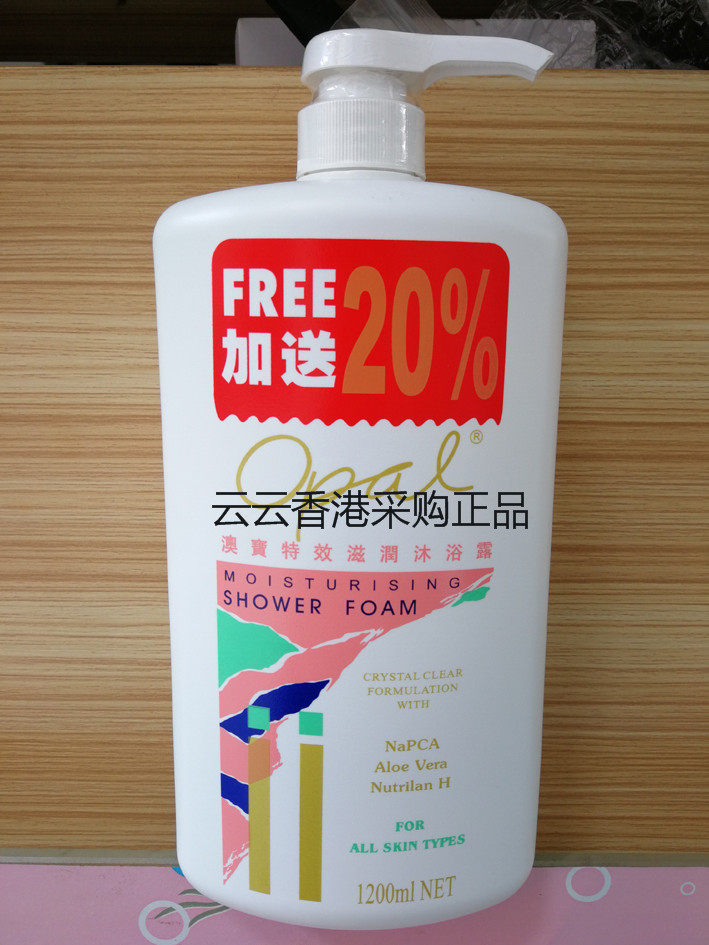 FREE
加送 20%
Opal®
云云香港采购正品
澳寶特效滋潤沐浴露
MOISTURISING
SHOWER FOAM
CRYSTAL CLEAR
FORMULATION
WITH
NaPCA
Aloe Vera
Nutrilan H
FOR
ALL SKIN TYPES
1200ml NET